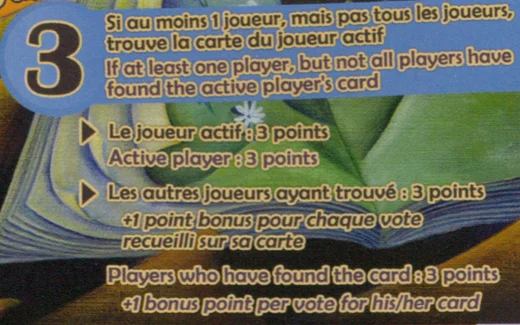 3
Si au moins 1 joueur, mais pas tous les joueurs,
trouve la carte du joueur actif
If at least one player, but not all players have
found the active player's card
Le joueur actif : 3 points
Active player : 3 points
Les autres joueurs ayant trouvé : 3 points
+1 point bonus pour chaque vote
recueilli sur sa carte
Players who have found the card : 3 points
+1 bonus point per vote for his/her card